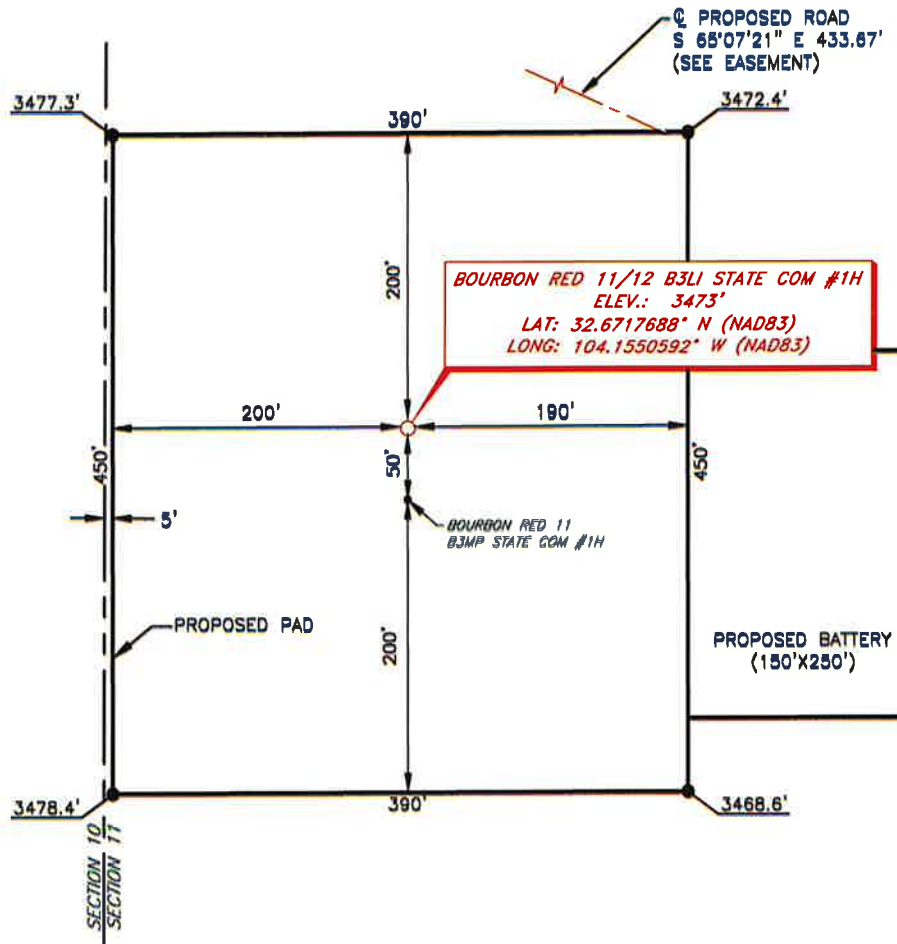 ℄ PROPOSED ROAD
S 65°07'21" E 433.67'
(SEE EASEMENT)
3477.3'
3472.4'
390'
200'
BOURBON RED 11/12 B3LI STATE COM #1H
ELEV.: 3473'
LAT: 32.6717688° N (NAD83)
LONG: 104.1550592° W (NAD83)
200'
190'
450'
50'
450'
5'
BOURBON RED 11
B3MP STATE COM #1H
PROPOSED PAD
200'
PROPOSED BATTERY
(150'X250')
3478.4'
390'
3468.6'
SECTION 10
SECTION 11